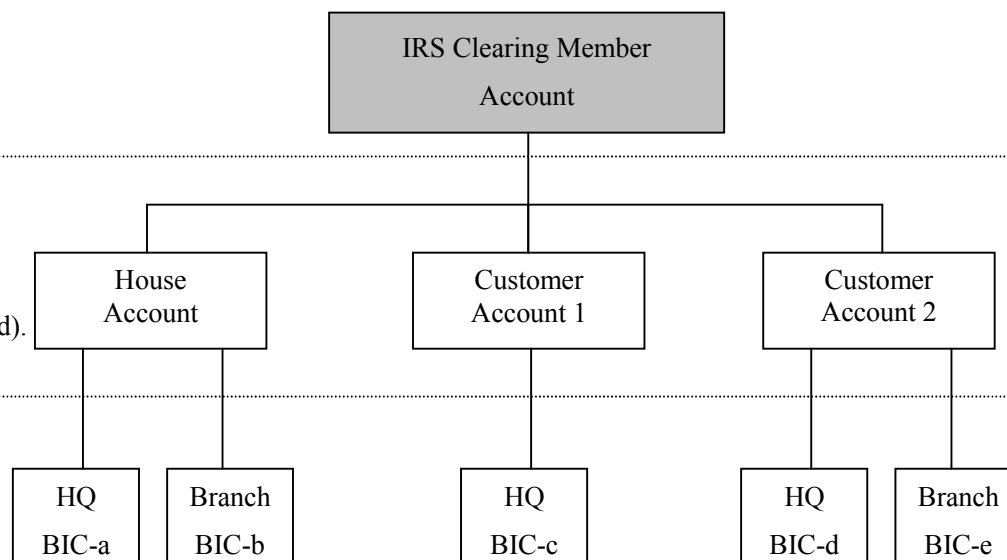 IRS Clearing Member
Account
House
Account
Customer
Account 1
Customer
Account 2
d).
HQ
BIC-a
Branch
BIC-b
HQ
BIC-c
HQ
BIC-d
Branch
BIC-e